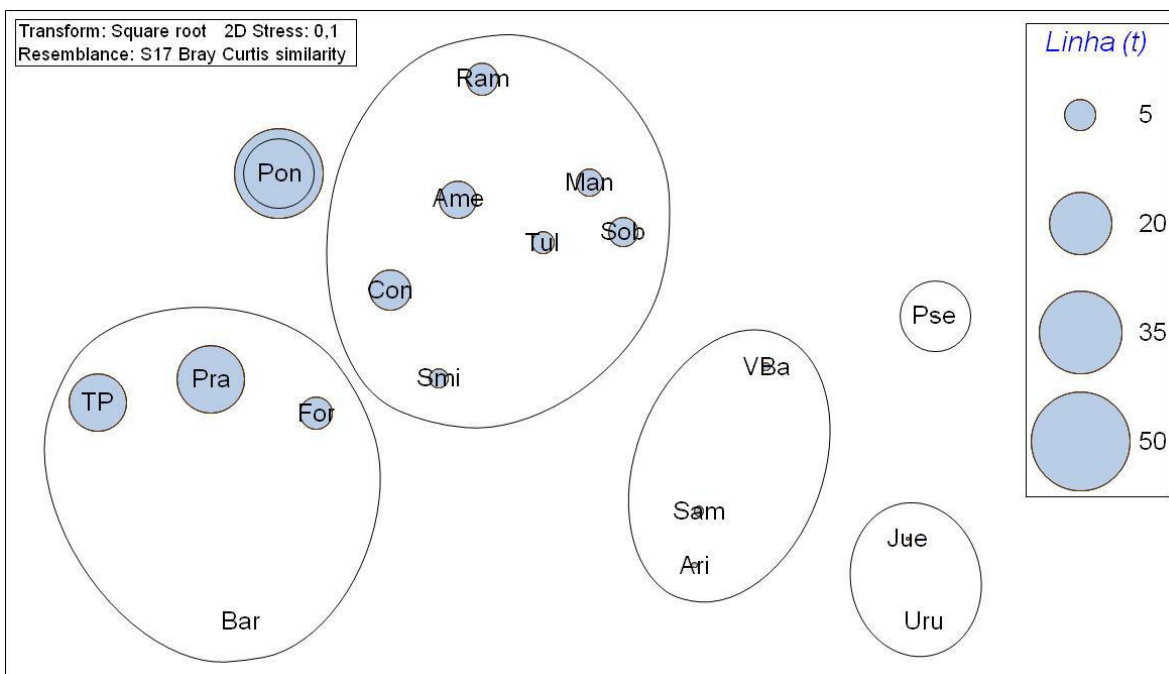 Transform: Square root 2D Stress: 0,1
Resemblance: S17 Bray Curtis similarity
Linha (t)
5
20
35
50
Ram
Pon
Man
Ame
Sob
Tul
Con
Pse
VBa
Smi
Pra
TP
For
Sam
Jue
Ari
Bar
Uru